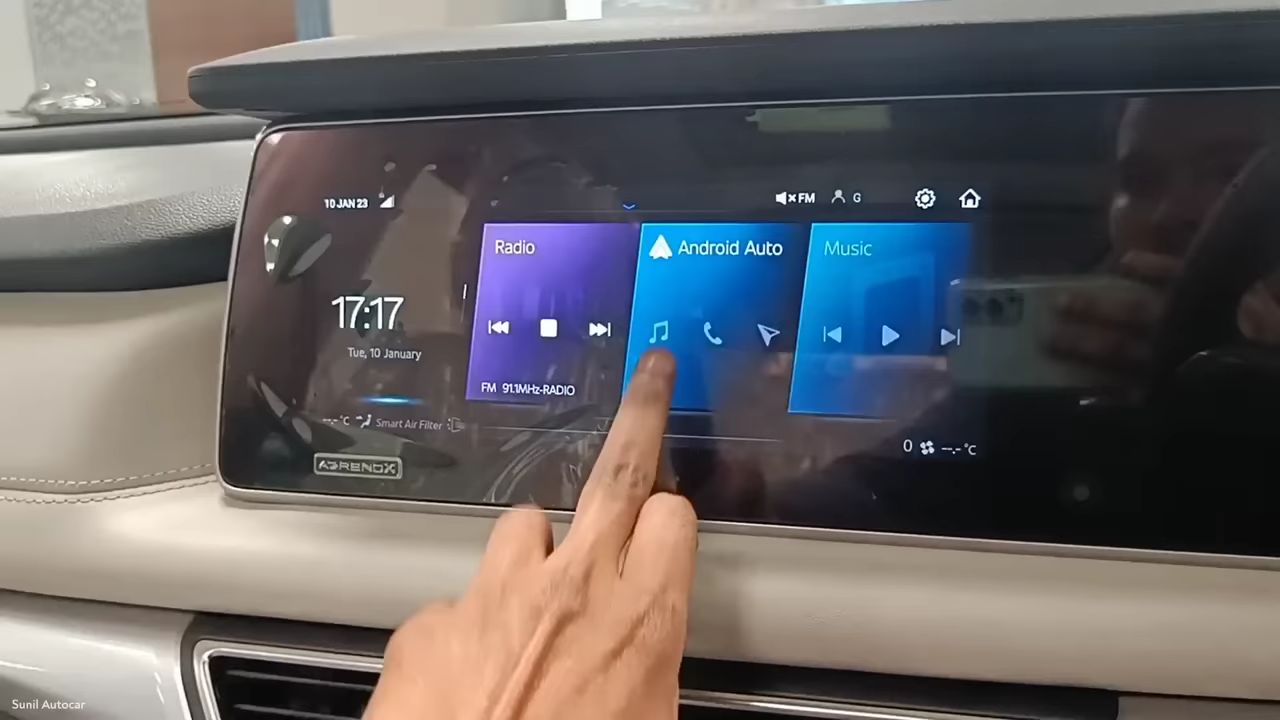 10 JAN 23
FM
G
Radio
Android Auto
Music
17:17
Tue, 10 January
FM 91.1MHz-RADIO
--.-°C
Smart Air Filter
0
--.-°C
ADRENOX
Sunil Autocar